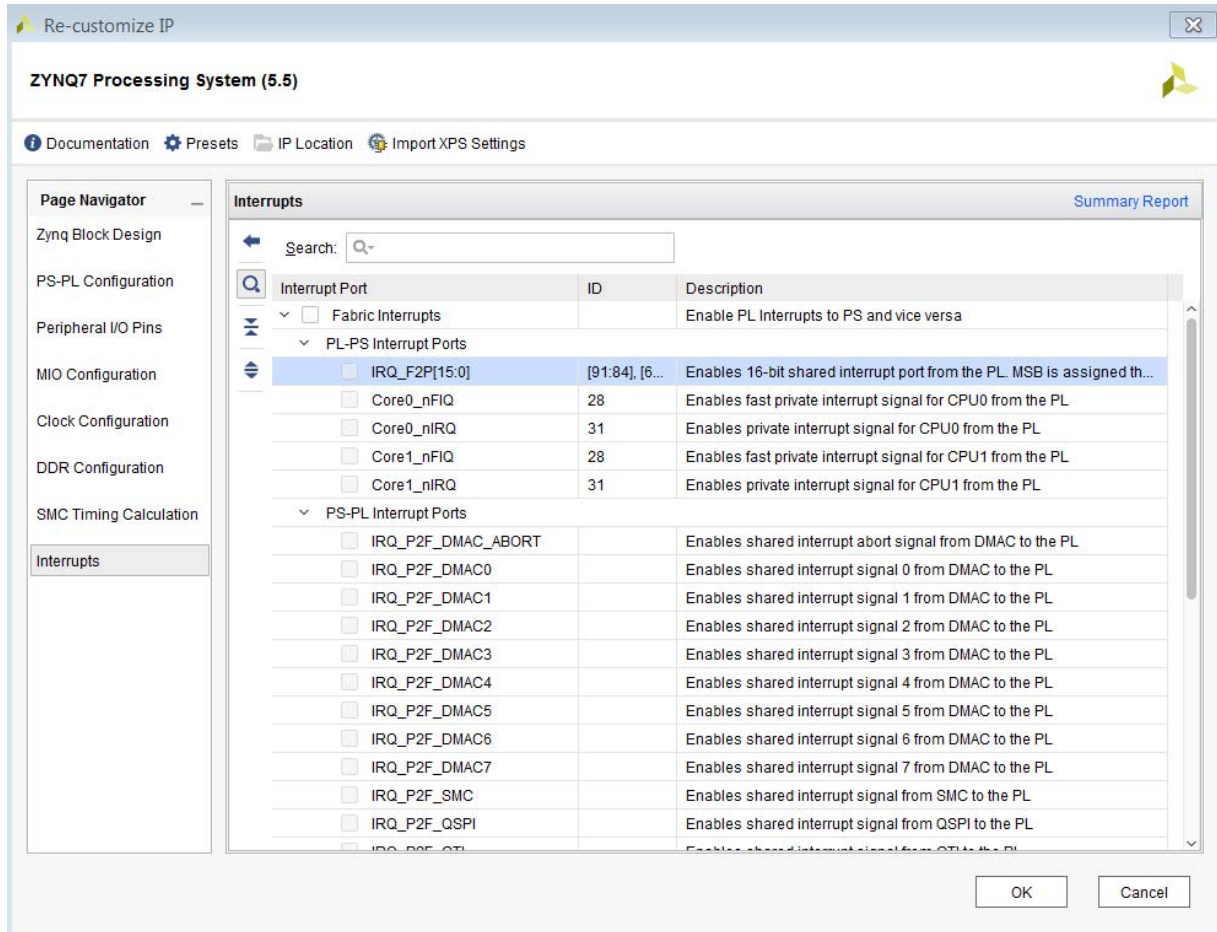 Re-customize IP
ZYNQ7 Processing System (5.5)
Documentation Presets IP Location Import XPS Settings
Page Navigator
Zynq Block Design
PS-PL Configuration
Peripheral I/O Pins
MIO Configuration
Clock Configuration
DDR Configuration
SMC Timing Calculation
Interrupts
Interrupts Summary Report
Search:
Interrupt Port ID Description
Fabric Interrupts Enable PL Interrupts to PS and vice versa
PL-PS Interrupt Ports
IRQ_F2P[15:0] [91:84], [6... Enables 16-bit shared interrupt port from the PL. MSB is assigned th...
Core0_nFIQ 28 Enables fast private interrupt signal for CPU0 from the PL
Core0_nIRQ 31 Enables private interrupt signal for CPU0 from the PL
Core1_nFIQ 28 Enables fast private interrupt signal for CPU1 from the PL
Core1_nIRQ 31 Enables private interrupt signal for CPU1 from the PL
PS-PL Interrupt Ports
IRQ_P2F_DMAC_ABORT Enables shared interrupt abort signal from DMAC to the PL
IRQ_P2F_DMAC0 Enables shared interrupt signal 0 from DMAC to the PL
IRQ_P2F_DMAC1 Enables shared interrupt signal 1 from DMAC to the PL
IRQ_P2F_DMAC2 Enables shared interrupt signal 2 from DMAC to the PL
IRQ_P2F_DMAC3 Enables shared interrupt signal 3 from DMAC to the PL
IRQ_P2F_DMAC4 Enables shared interrupt signal 4 from DMAC to the PL
IRQ_P2F_DMAC5 Enables shared interrupt signal 5 from DMAC to the PL
IRQ_P2F_DMAC6 Enables shared interrupt signal 6 from DMAC to the PL
IRQ_P2F_DMAC7 Enables shared interrupt signal 7 from DMAC to the PL
IRQ_P2F_SMC Enables shared interrupt signal from SMC to the PL
IRQ_P2F_QSPI Enables shared interrupt signal from QSPI to the PL
OK Cancel